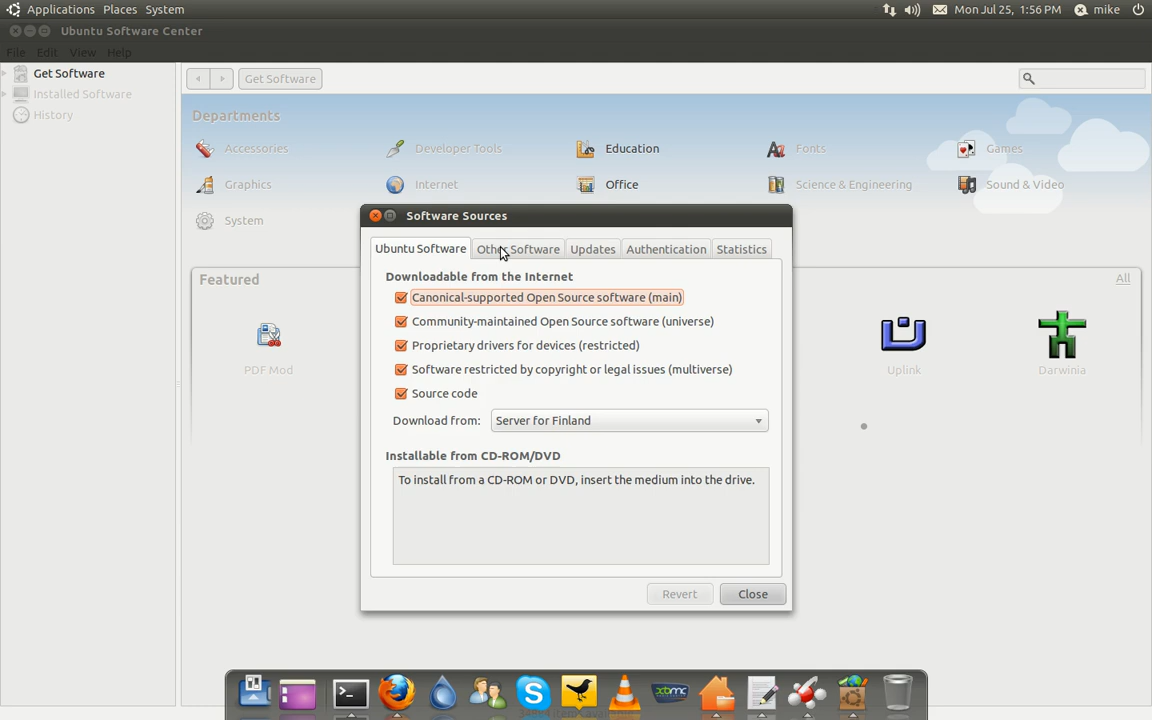 Applications Places System
Mon Jul 25, 1:56 PM mike
Ubuntu Software Center
File Edit View Help
Get Software
Installed Software
History
Get Software
Departments
Accessories
Developer Tools
Education
Fonts
Games
Graphics
Internet
Office
Science & Engineering
Sound & Video
System
Featured
All
PDF Mod
Uplink
Darwinia
Software Sources
Ubuntu Software
Other Software
Updates
Authentication
Statistics
Downloadable from the Internet
Canonical-supported Open Source software (main)
Community-maintained Open Source software (universe)
Proprietary drivers for devices (restricted)
Software restricted by copyright or legal issues (multiverse)
Source code
Download from: Server for Finland
Installable from CD-ROM/DVD
To install from a CD-ROM or DVD, insert the medium into the drive.
Revert
Close
xbmc